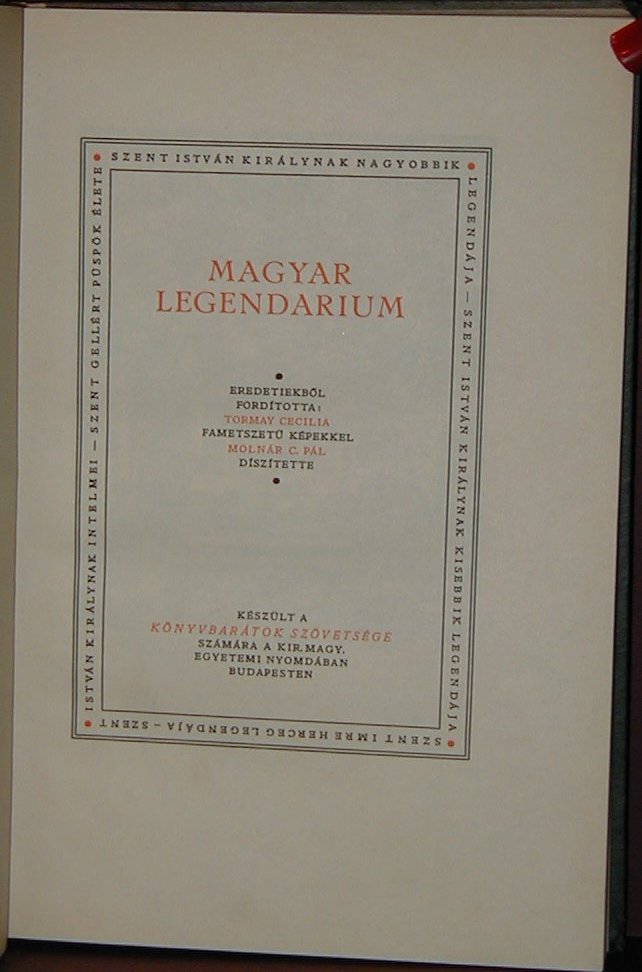 SZENT ISTVÁN KIRÁLYNAK NAGYOBBIK
LEGENDÁJA — SZENT ISTVÁN KIRÁLYNAK KISEBBIK LEGENDÁJA
SZENT IMRE HERCEG LEGENDÁJA — SZENT
ISTVÁN KIRÁLYNAK INTELMEI — SZENT GELLÉRT PÜSPÖK ÉLETE
MAGYAR
LEGENDARIUM
EREDETIEKBŐL
FORDÍTOTTA:
TORMAY CECILIA
FAMETSZETŰ KÉPEKKEL
MOLNÁR C. PÁL
DÍSZÍTETTE
KÉSZÜLT A
KÖNYVBARÁTOK SZÖVETSÉGE
SZÁMÁRA A KIR. MAGY.
EGYETEMI NYOMDÁBAN
BUDAPESTEN